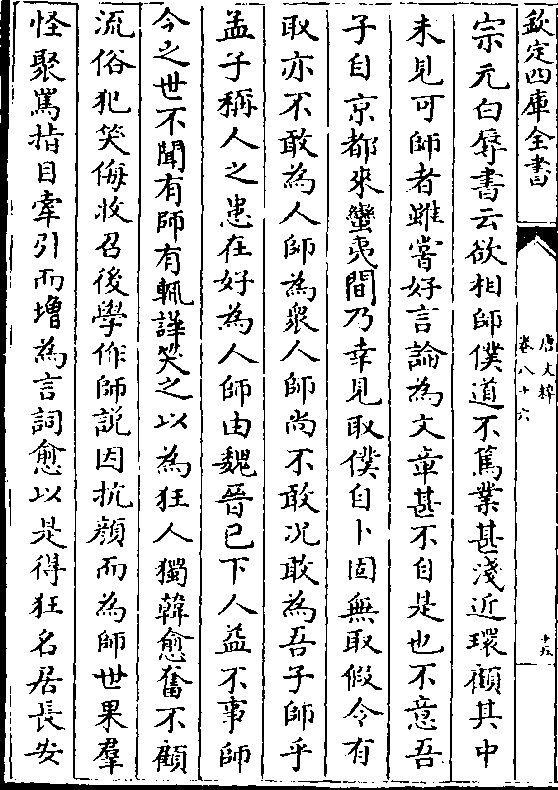 欽定四庫全書
唐文粹
卷八十六
宗元白辱書云欲相師僕道不篤業甚淺近環顧其中
未見可師者雖嘗好言論為文章甚不自是也不意吾
子自京都來蠻夷間乃幸見取僕自卜固無取假令有
取亦不敢為人師為衆人師尚不敢况敢為吾子師乎
孟子稱人之患在好為人師由魏晉已下人益不事師
今之世不聞有師有輒譁笑之以為狂人獨韓愈奮不顧
流俗犯笑侮收召後學作師説因抗顔而為師世果羣
怪聚罵指目牽引而增為言詞愈以是得狂名居長安